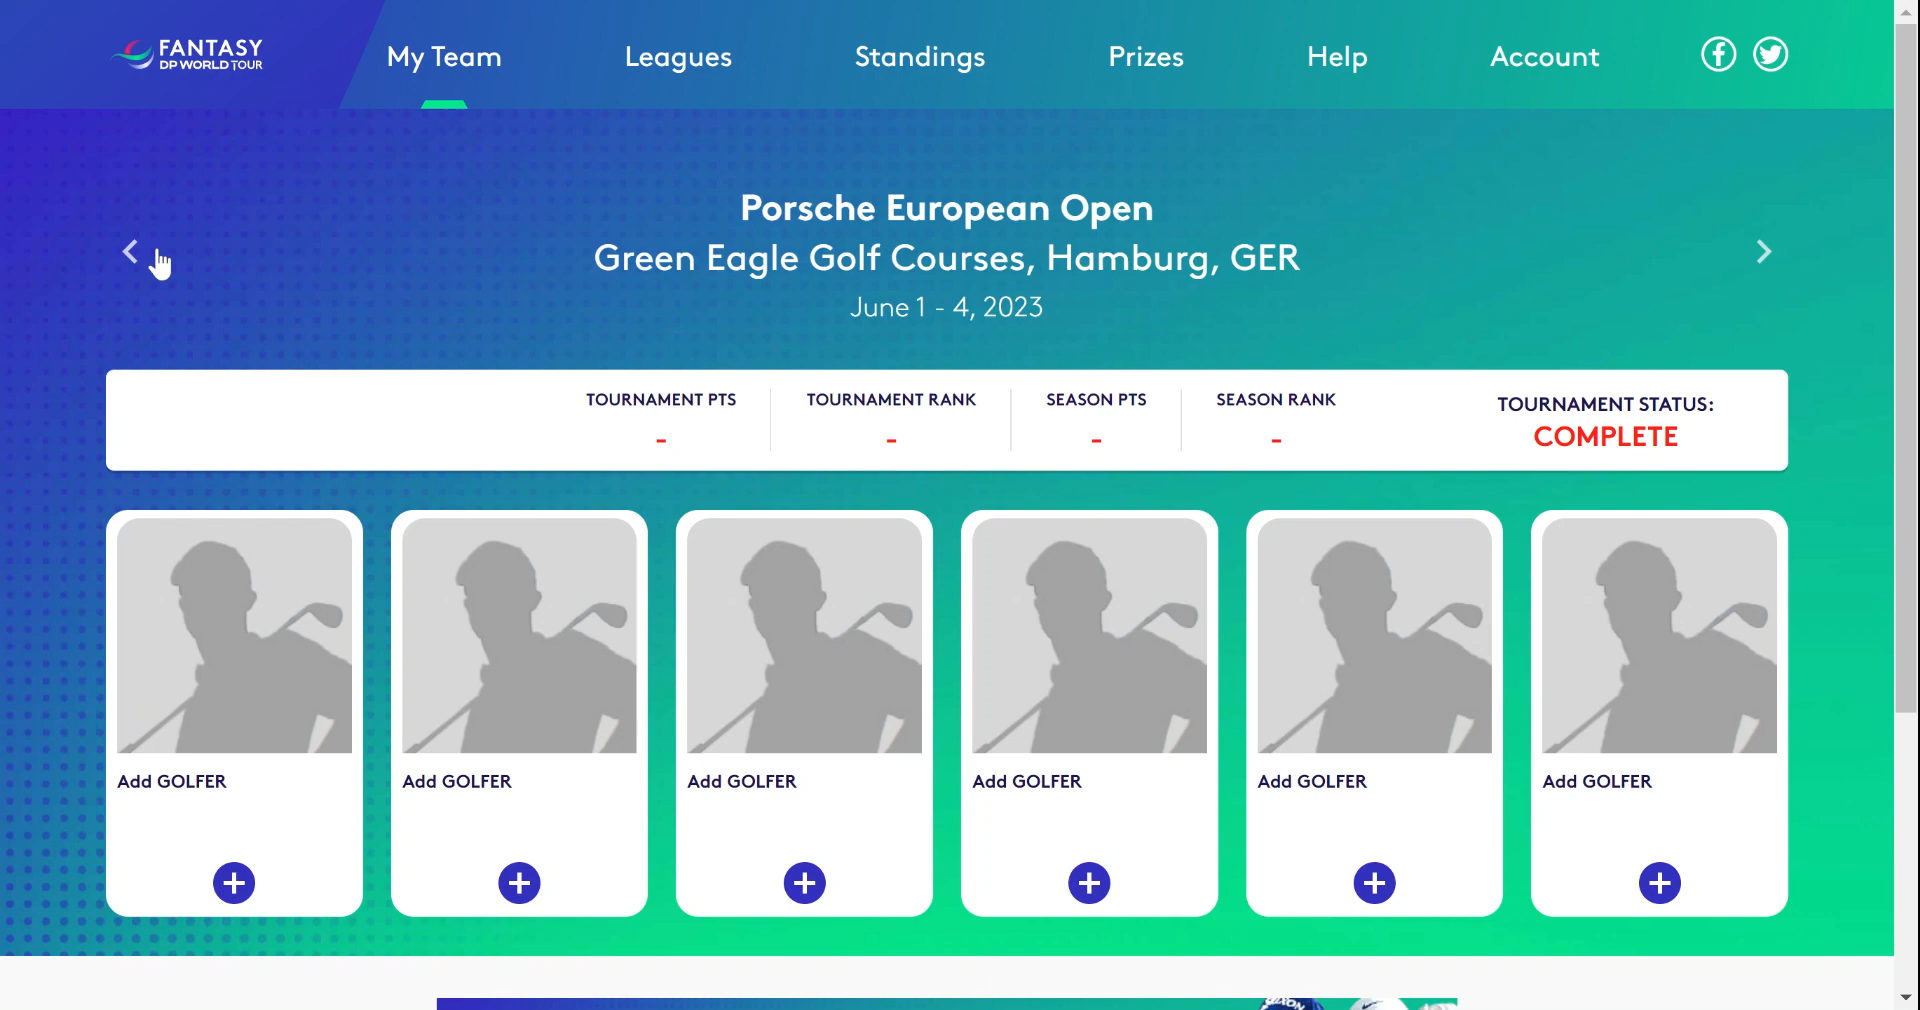 FANTASY
DP WORLD TOUR
My Team
Leagues
Standings
Prizes
Help
Account
Porsche European Open
Green Eagle Golf Courses, Hamburg, GER
June 1 - 4, 2023
TOURNAMENT PTS
-
TOURNAMENT RANK
-
SEASON PTS
-
SEASON RANK
-
TOURNAMENT STATUS:
COMPLETE
Add GOLFER
Add GOLFER
Add GOLFER
Add GOLFER
Add GOLFER
Add GOLFER